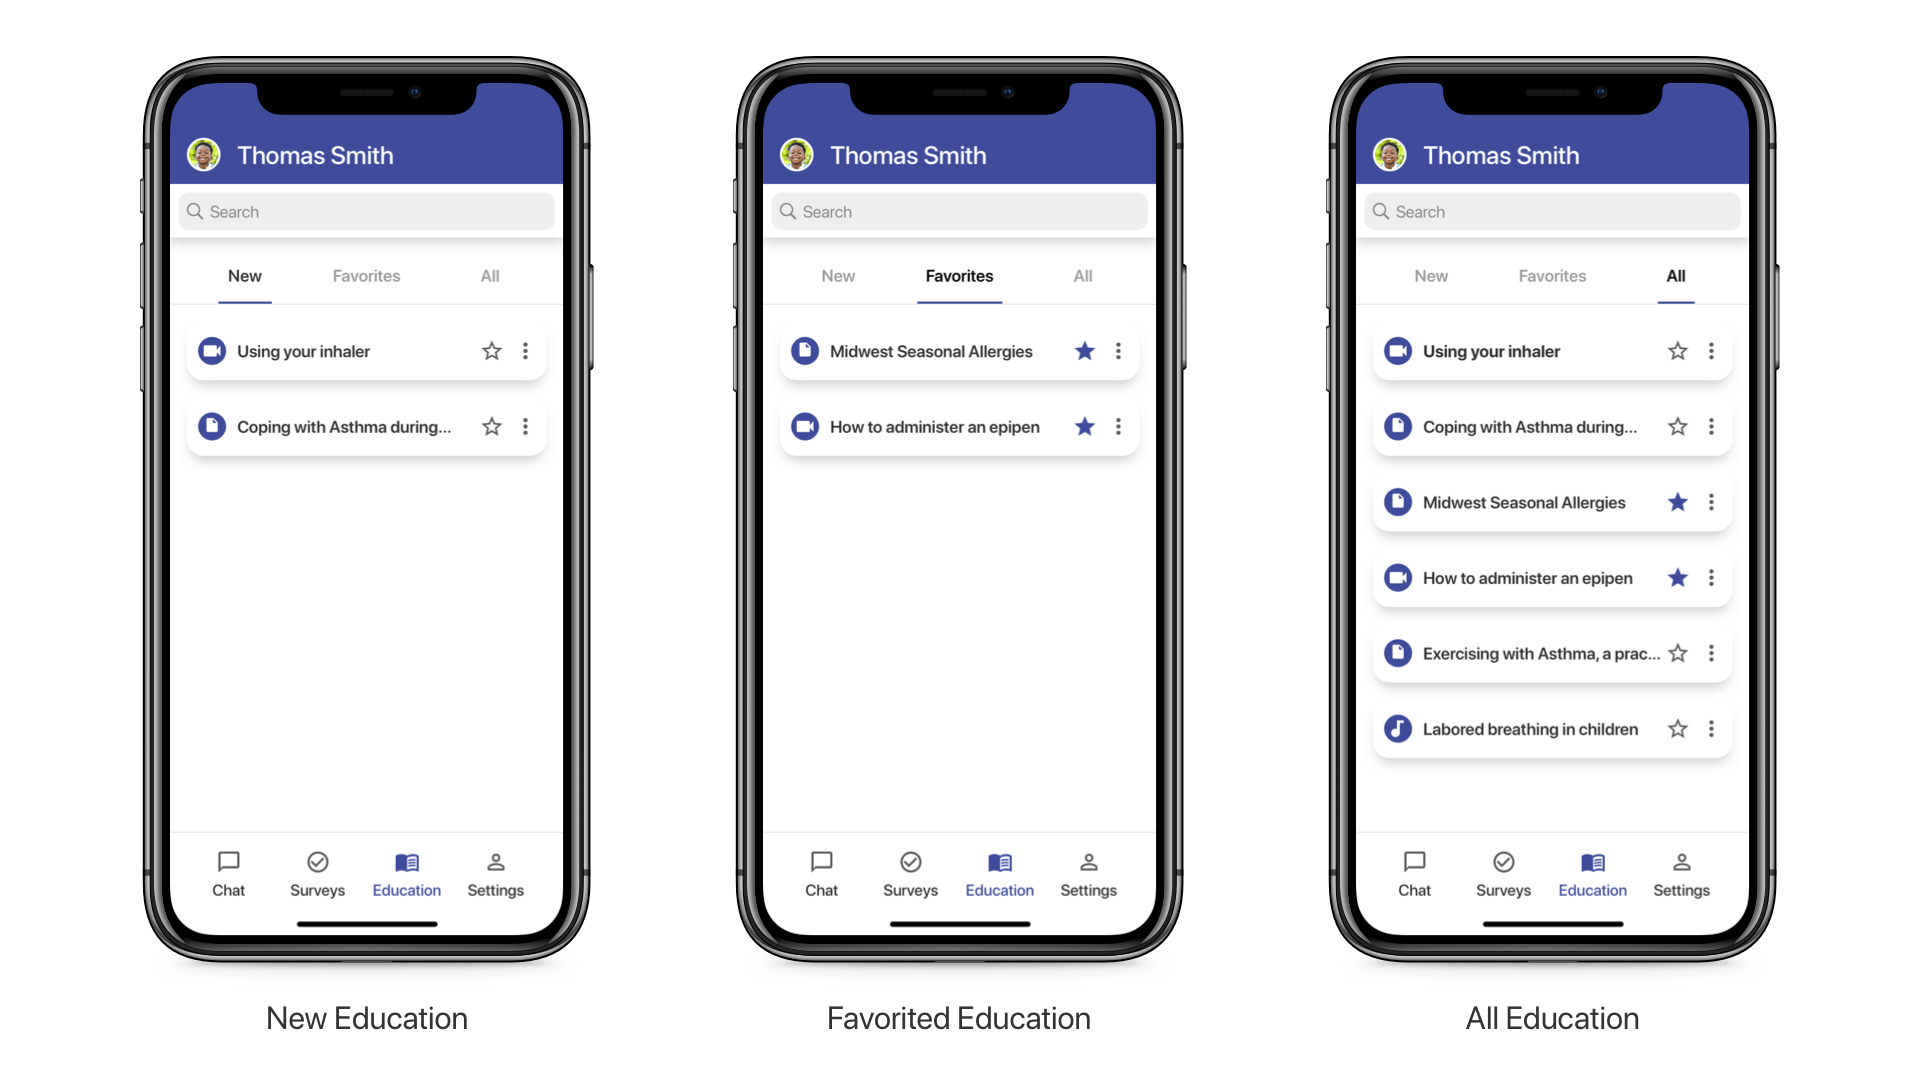 Thomas Smith
Search
New Favorites All
Using your inhaler
Coping with Asthma during...
Chat Surveys Education Settings
New Education
Thomas Smith
Search
New Favorites All
Midwest Seasonal Allergies
How to administer an epipen
Chat Surveys Education Settings
Favorited Education
Thomas Smith
Search
New Favorites All
Using your inhaler
Coping with Asthma during...
Midwest Seasonal Allergies
How to administer an epipen
Exercising with Asthma, a prac...
Labored breathing in children
Chat Surveys Education Settings
All Education